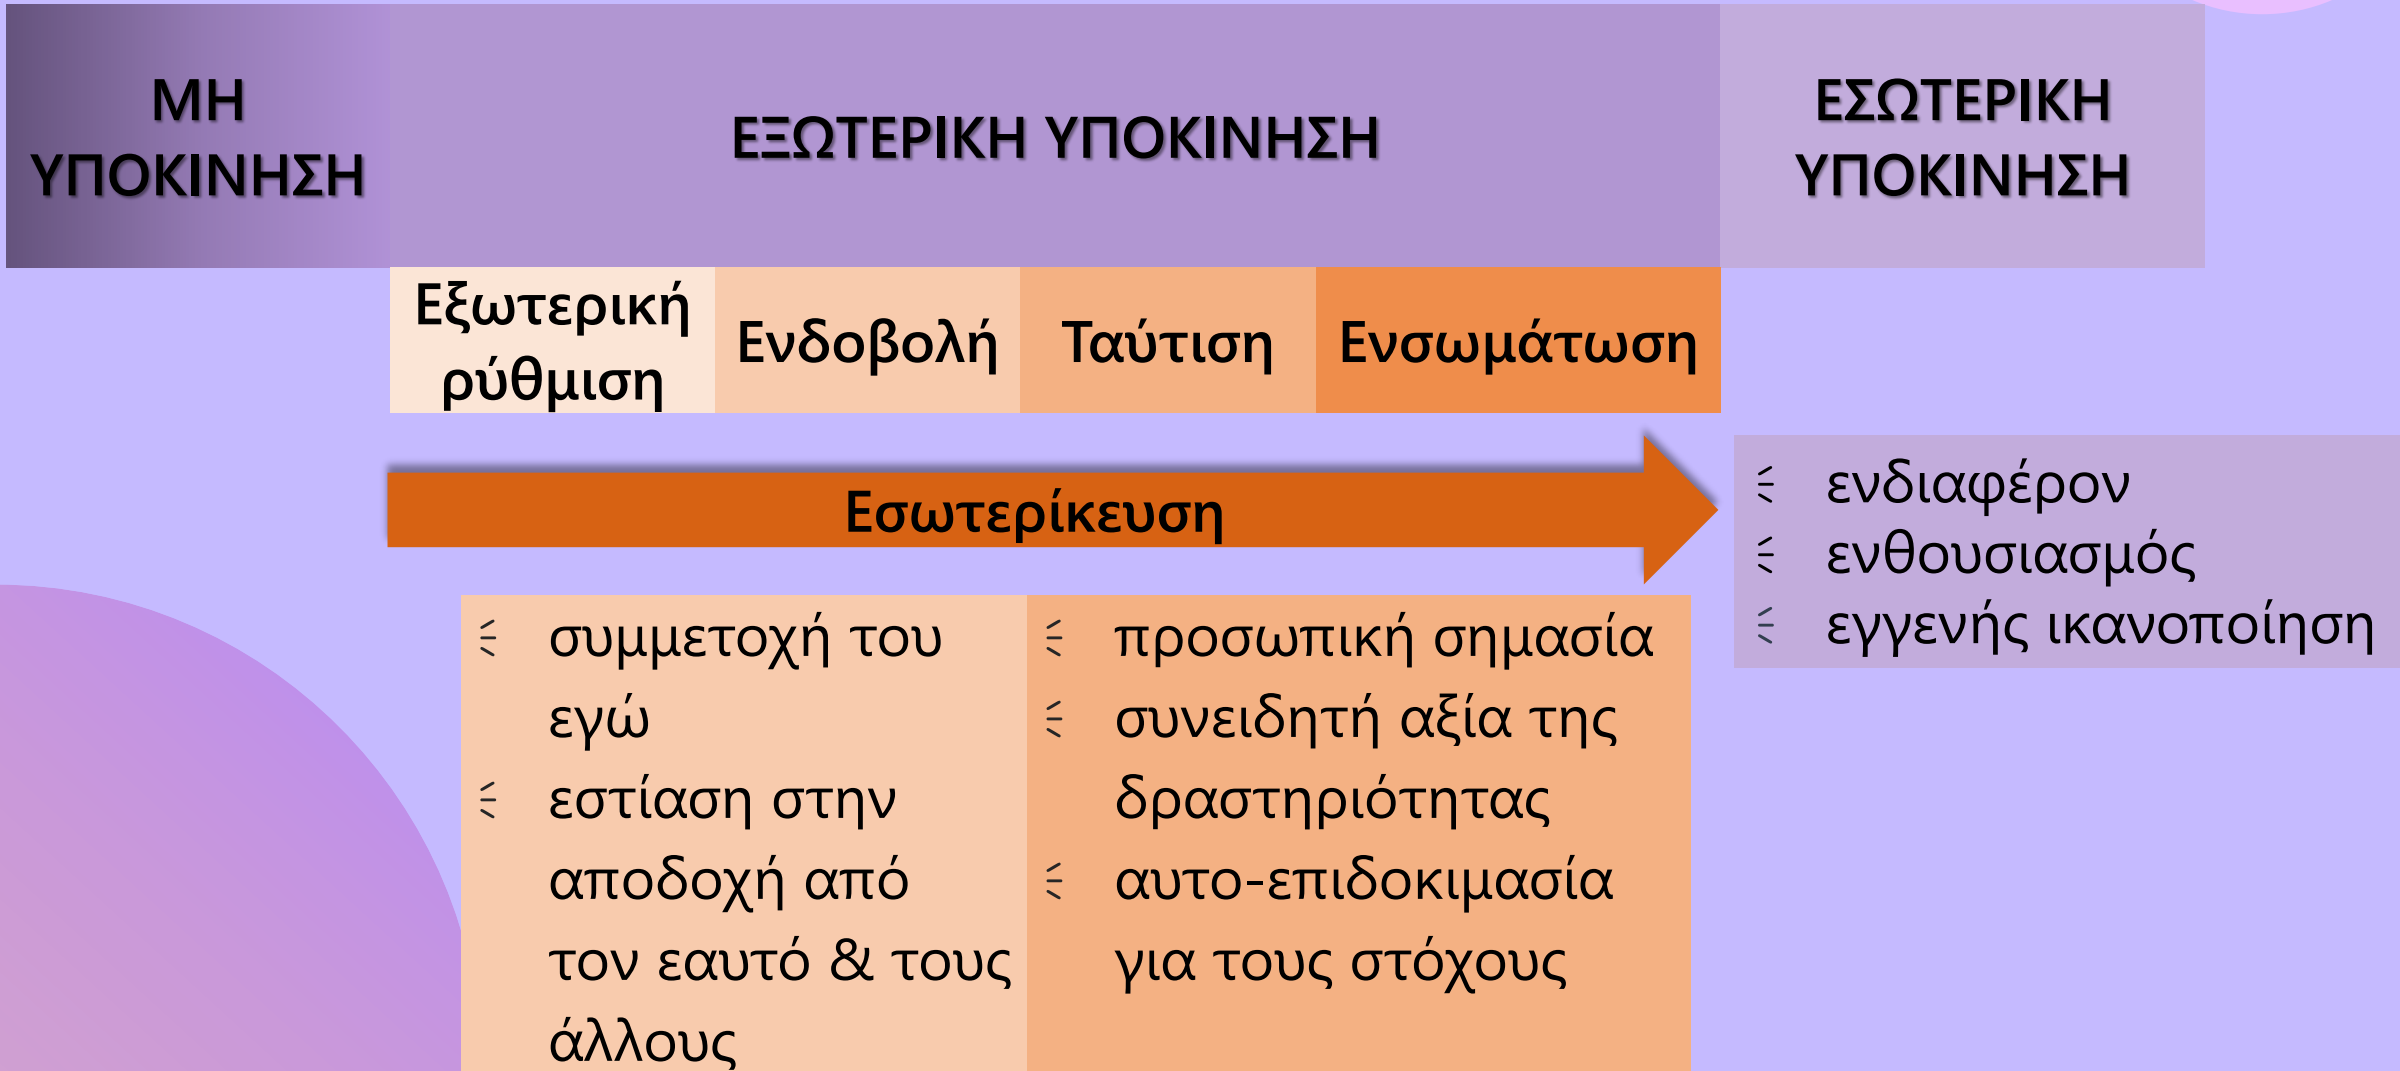 ΜΗ
ΥΠΟΚΙΝΗΣΗ
ΕΞΩΤΕΡΙΚΗ ΥΠΟΚΙΝΗΣΗ
ΕΣΩΤΕΡΙΚΗ
ΥΠΟΚΙΝΗΣΗ
Εξωτερική
ρύθμιση
Ενδοβολή
Ταύτιση
Ενσωμάτωση
Εσωτερίκευση
συμμετοχή του
εγώ
εστίαση στην
αποδοχή από
τον εαυτό & τους
άλλους
προσωπική σημασία
συνειδητή αξία της
δραστηριότητας
αυτο-επιδοκιμασία
για τους στόχους
ενδιαφέρον
ενθουσιασμός
εγγενής ικανοποίηση